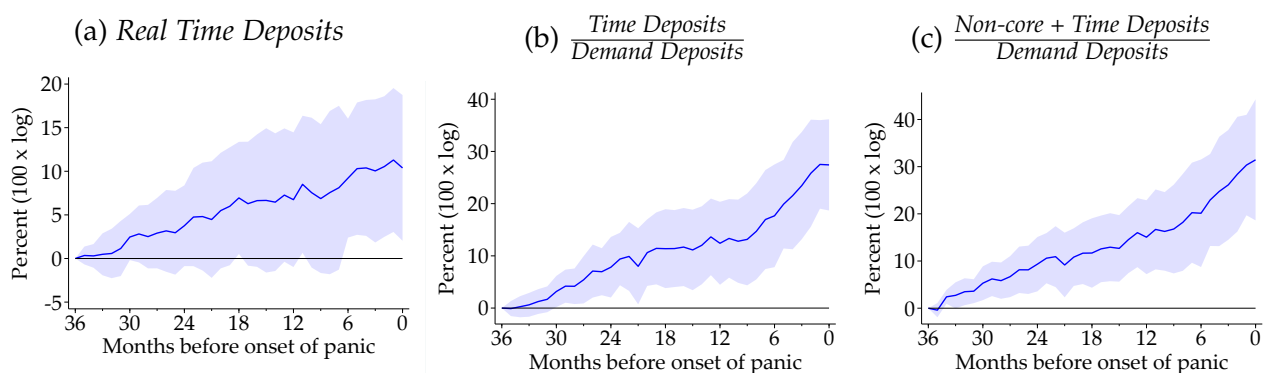 (a) Real Time Deposits
Percent (100 x log)
20
15
10
5
0
-5
36 30 24 18 12 6 0
Months before onset of panic
(b) Time Deposits
Demand Deposits
Percent (100 x log)
40
30
20
10
0
36 30 24 18 12 6 0
Months before onset of panic
(c) Non-core + Time Deposits
Demand Deposits
Percent (100 x log)
40
30
20
10
0
36 30 24 18 12 6 0
Months before onset of panic